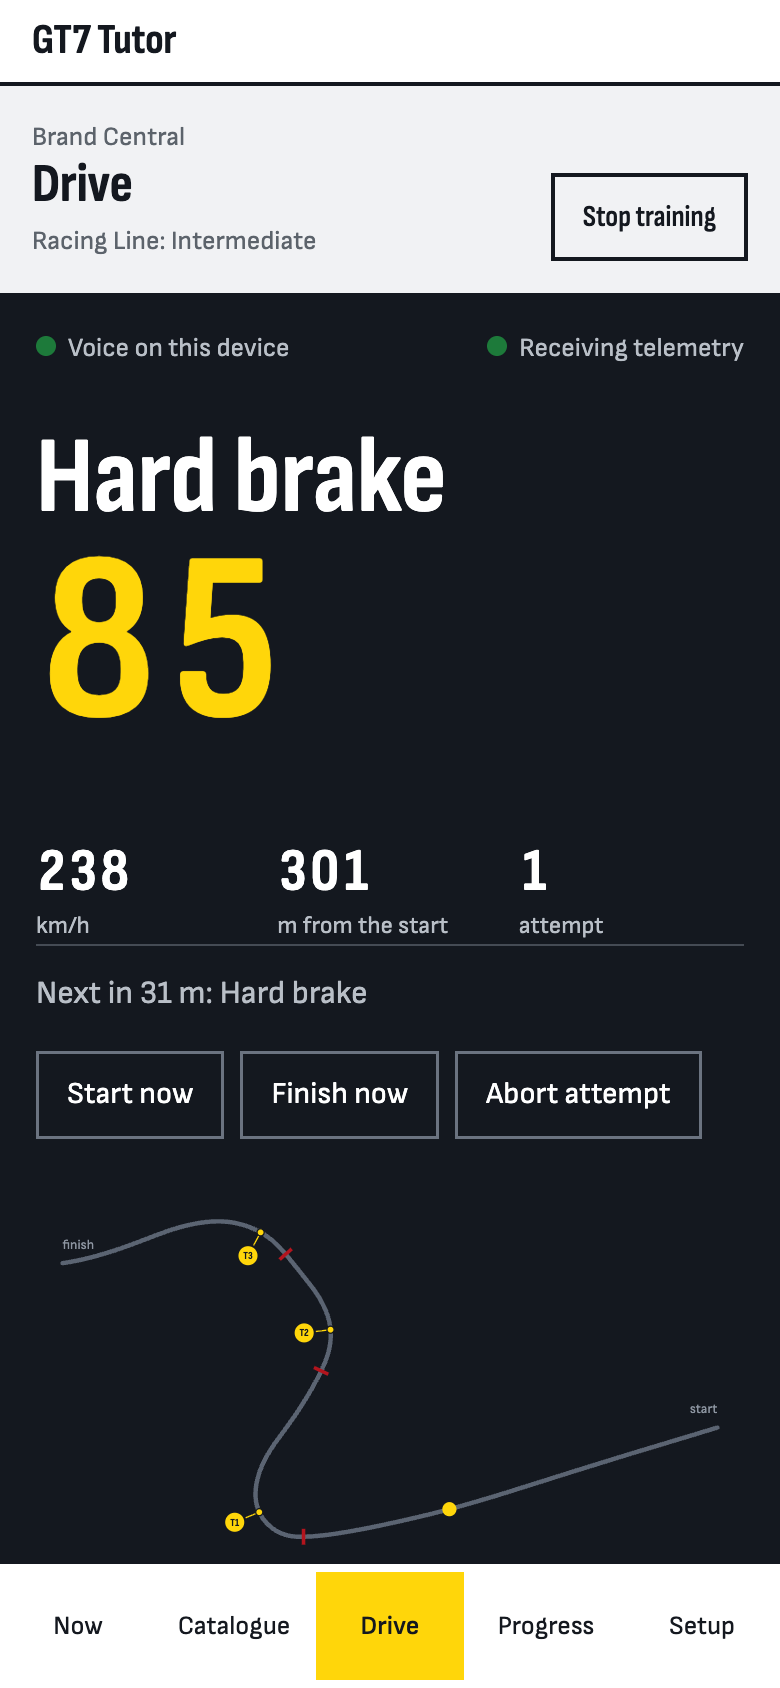 GT7 Tutor
Brand Central
Drive
Racing Line: Intermediate
Stop training
Voice on this device
Receiving telemetry
Hard brake
85
238
301
1
km/h
m from the start
attempt
Next in 31 m: Hard brake
Start now
Finish now
Abort attempt
finish
T3
T2
start
T1
Now
Catalogue
Drive
Progress
Setup